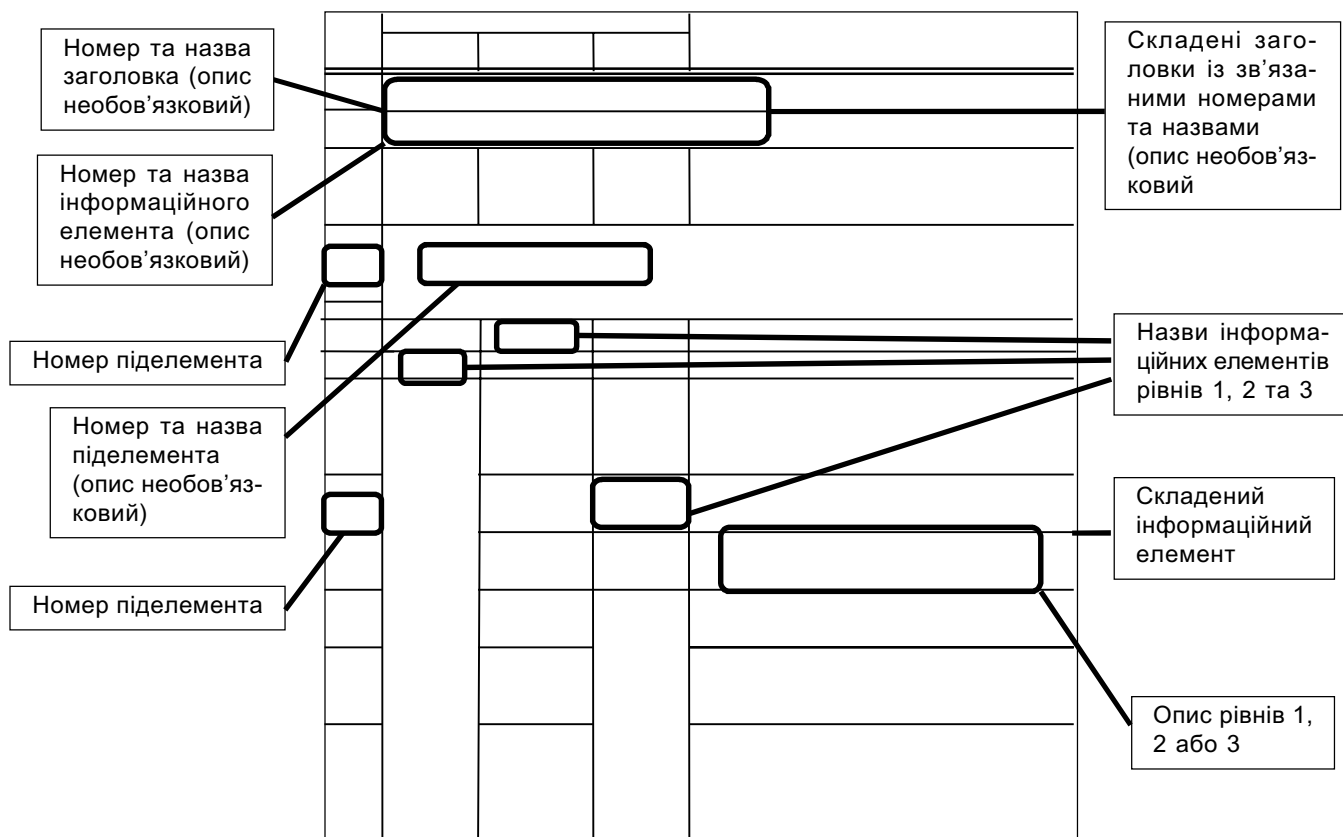 Номер та назва
заголовка (опис
необов'язковий)
Номер та назва
інформаційного
елемента (опис
необов’язковий)
Номер піделемента
Номер та назва
піделемента
(опис необов’яз-
ковий)
Номер піделемента
Складені заго-
ловки із зв’яза-
ними номерами
та назвами
(опис необов’яз-
ковий
Назви інформа-
ційних елементів
рівнів 1, 2 та 3
Складений
інформаційний
елемент
Опис рівнів 1,
2 або 3